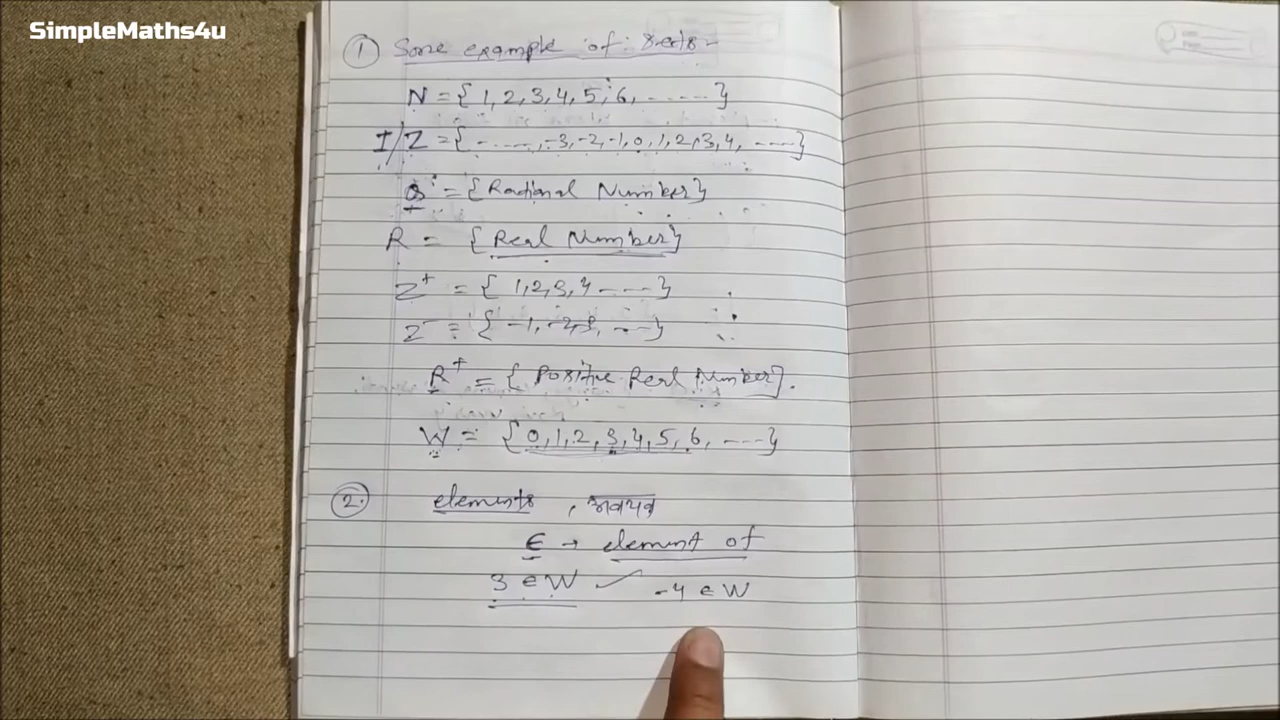 SimpleMaths4u
① Some example of sets-
N = { 1, 2, 3, 4, 5, 6, ...... }
I/Z = { ......, -3, -2, -1, 0, 1, 2, 3, 4, ...... }
Q = { Rational Number }
R = { Real Number }
Z⁺ = { 1, 2, 3, 4 ------ }
Z⁻ = { -1, -2, 3, ---- }
R⁺ = { Positive Real Number }.
W = { 0, 1, 2, 3, 4, 5, 6, ---- }
②. elements, अवयव
∈ → element of
3 ∈ W ✓ -4 ∈ W